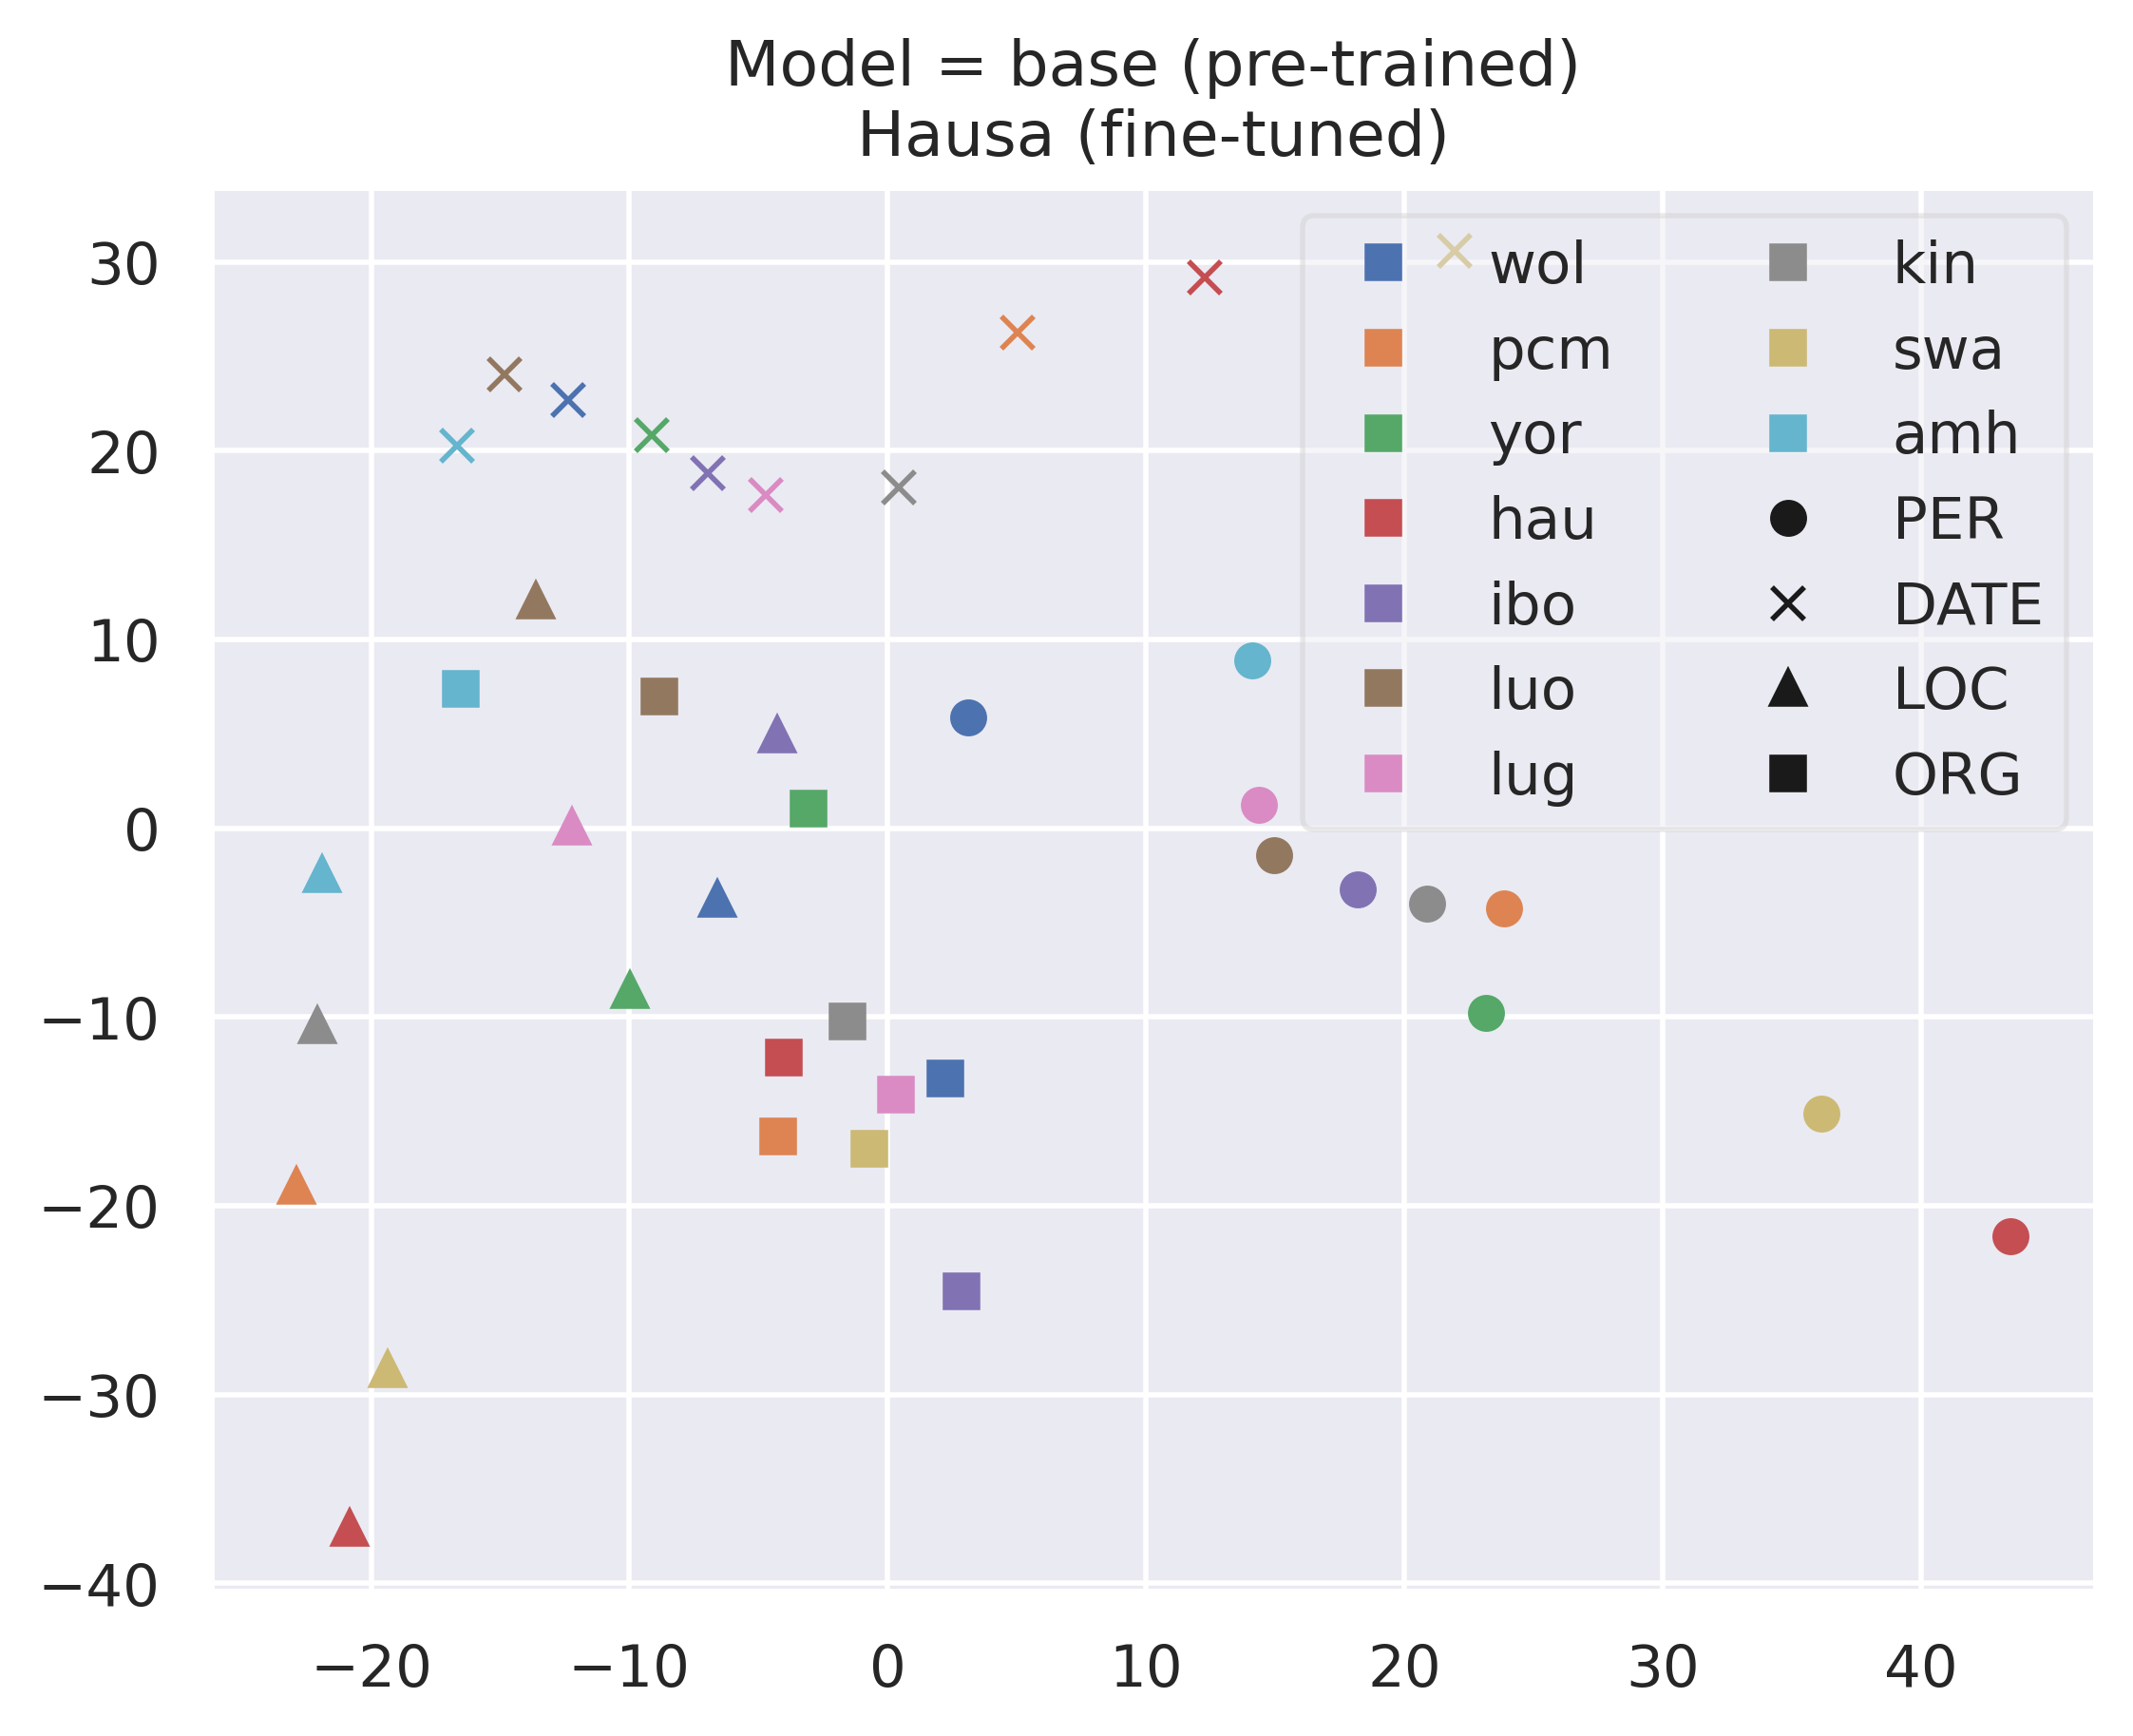 Model = base (pre-trained)
Hausa (fine-tuned)
30
20
10
0
−10
−20
−30
−40
−20
−10
0
10
20
30
40
wol
pcm
yor
hau
ibo
luo
lug
kin
swa
amh
PER
DATE
LOC
ORG